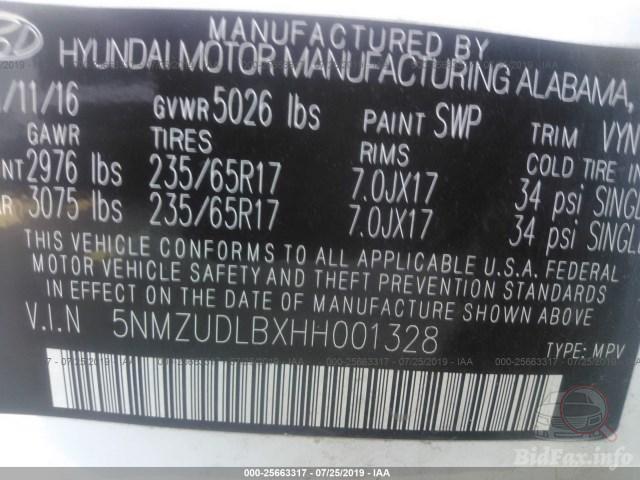 MANUFACTURED BY
HYUNDAI MOTOR MANUFACTURING ALABAMA,
/11/16 GVWR 5026 lbs PAINT SWP TRIM VYN
GAWR TIRES RIMS COLD TIRE IN
NT 2976 lbs 235/65R17 7.0JX17 34 psi SINGL
AR 3075 lbs 235/65R17 7.0JX17 34 psi SINGLE
THIS VEHICLE CONFORMS TO ALL APPLICABLE U.S.A. FEDERAL
MOTOR VEHICLE SAFETY AND THEFT PREVENTION STANDARDS
IN EFFECT ON THE DATE OF MANUFACTURE SHOWN ABOVE
V.I.N 5NMZUDLBXHH001328 TYPE: MPV
BidFax.info
000-25663317 - 07/25/2019 - IAA